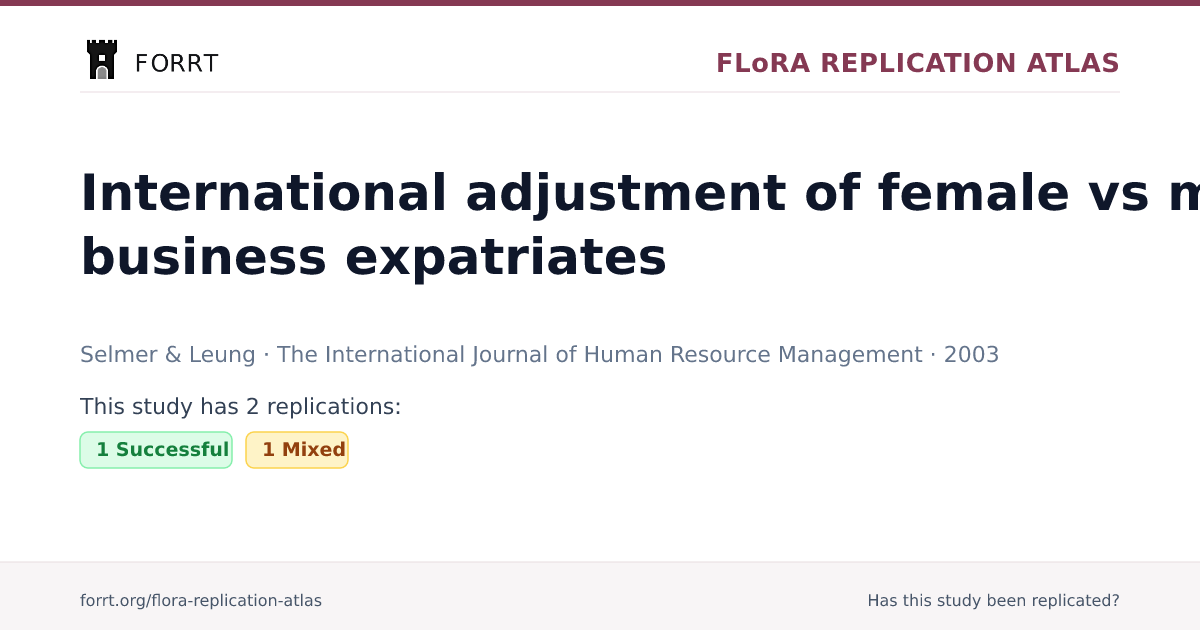 FORRT
FLoRA REPLICATION ATLAS
International adjustment of female vs m
business expatriates
Selmer & Leung · The International Journal of Human Resource Management · 2003
This study has 2 replications:
1 Successful
1 Mixed
forrt.org/flora-replication-atlas
Has this study been replicated?